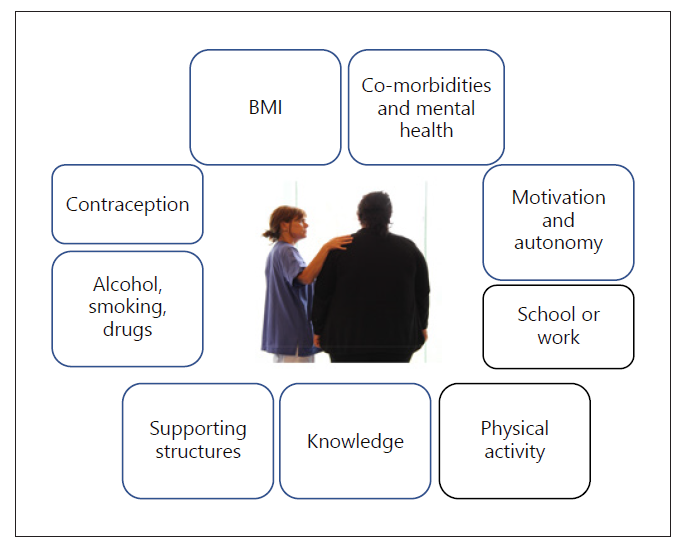 BMI
Co-morbidities
and mental
health
Contraception
Motivation
and
autonomy
Alcohol,
smoking,
drugs
School or
work
Supporting
structures
Knowledge
Physical
activity